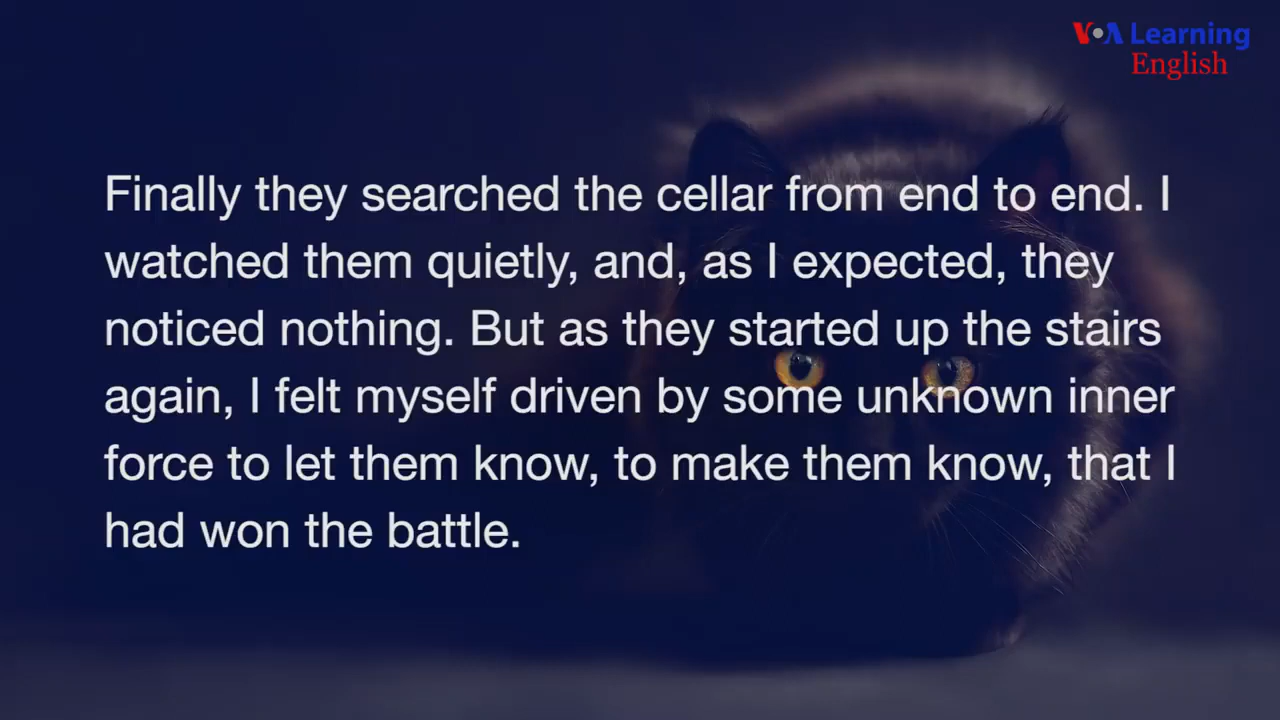 VOA Learning
English
Finally they searched the cellar from end to end. I
watched them quietly, and, as I expected, they
noticed nothing. But as they started up the stairs
again, I felt myself driven by some unknown inner
force to let them know, to make them know, that I
had won the battle.